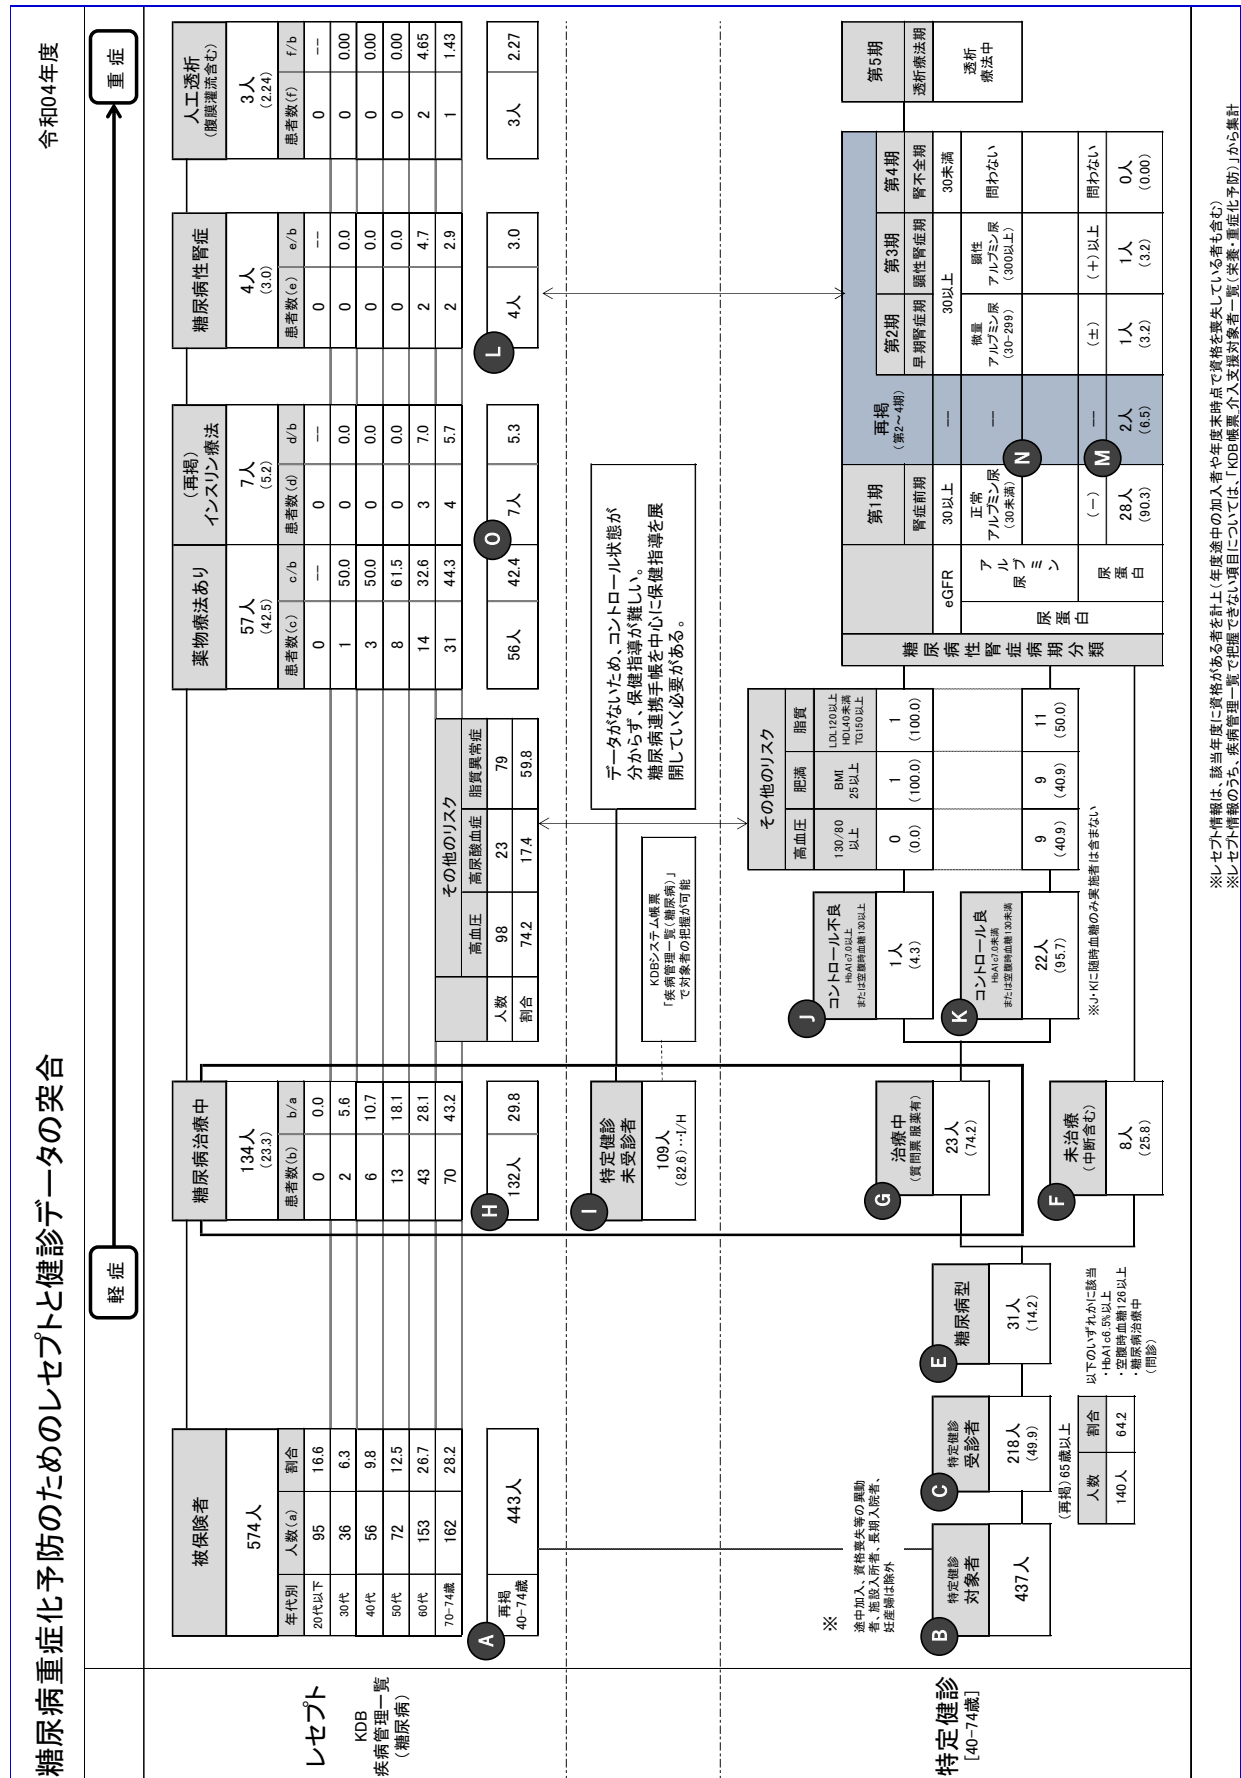 糖尿病重症化予防のためのレセプトと健診データの突合
令和04年度
軽症
重症
レセプト
KDB
疾病管理一覧
(糖尿病)
被保険者
574人
年代別 人数(a) 割合
20代以下 95 16.6
30代 36 6.3
40代 56 9.8
50代 72 12.5
60代 153 26.7
70-74歳 162 28.2
A
再掲
40-74歳
443人
糖尿病治療中
134人
(23.3)
患者数(b) b/a
0 0.0
2 5.6
6 10.7
13 18.1
43 28.1
70 43.2
H
132人 29.8
その他のリスク
高血圧 高尿酸血症 脂質異常症
人数 98 23 79
割合 74.2 17.4 59.8
薬物療法あり
57人
(42.5)
患者数(c) c/b
0 --
1 50.0
3 50.0
8 61.5
14 32.6
31 44.3
56人 42.4
O
(再掲)
インスリン療法
7人
(5.2)
患者数(d) d/b
0 --
0 0.0
0 0.0
0 0.0
3 7.0
4 5.7
7人 5.3
糖尿病性腎症
4人
(3.0)
患者数(e) e/b
0 --
0 0.0
0 0.0
0 0.0
2 4.7
2 2.9
L
4人 3.0
人工透析
(腹膜灌流含む)
3人
(2.24)
患者数(f) f/b
0 --
0 0.00
0 0.00
0 0.00
2 4.65
1 1.43
3人 2.27
I
特定健診
未受診者
109人
(82.6)…I/H
KDBシステム帳票
「疾病管理一覧(糖尿病)」
で対象者の把握が可能
データがないため、コントロール状態が
分からず、保健指導が難しい。
糖尿病連携手帳を中心に保健指導を展
開していく必要がある。
特定健診
[40-74歳]
※
途中加入、資格喪失等の異動
者、施設入所者、長期入院者、
妊産婦は除外
B
特定健診
対象者
437人
C
特定健診
受診者
218人
(49.9)
(再掲)65歳以上
人数 割合
140人 64.2
E
糖尿病型
31人
(14.2)
以下のいずれかに該当
・HbA1c6.5%以上
・空腹時血糖126以上
・糖尿病治療中
(問診)
G
治療中
(質問票 服薬有)
23人
(74.2)
F
未治療
(中断含む)
8人
(25.8)
J
コントロール不良
HbA1c7.0以上
または空腹時血糖130以上
1人
(4.3)
K
コントロール良
HbA1c7.0未満
または空腹時血糖130未満
22人
(95.7)
※J・Kに随時血糖のみ実施者は含まない
その他のリスク
高血圧 肥満 脂質
130/80
以上
BMI
25以上
LDL120以上
HDL40未満
TG150以上
0 1 1
(0.0) (100.0) (100.0)
9 9 11
(40.9) (40.9) (50.0)
糖尿病性腎症病期分類
第1期 再掲 第2期 第3期 第4期 第5期
(第2〜4期)
腎症前期 早期腎症期 顕性腎症期 腎不全期 透析療法期
eGFR 30以上 -- 30以上 30未満
透析
療法中
尿蛋白
尿アルブミン
正常
アルブミン尿
(30未満)
--
微量
アルブミン尿
(30-299)
顕性
アルブミン尿
(300以上)
問わない
N
尿蛋白
(−) -- (±) (+)以上 問わない
M
28人 2人 1人 1人 0人
(90.3) (6.5) (3.2) (3.2) (0.00)
※レセプト情報は、該当年度に資格がある者を計上(年度途中の加入者や年度末時点で資格を喪失している者も含む)
※レセプト情報のうち、疾病管理一覧で把握できない項目については、「KDB帳票 介入支援対象者一覧(栄養・重症化予防)」から集計